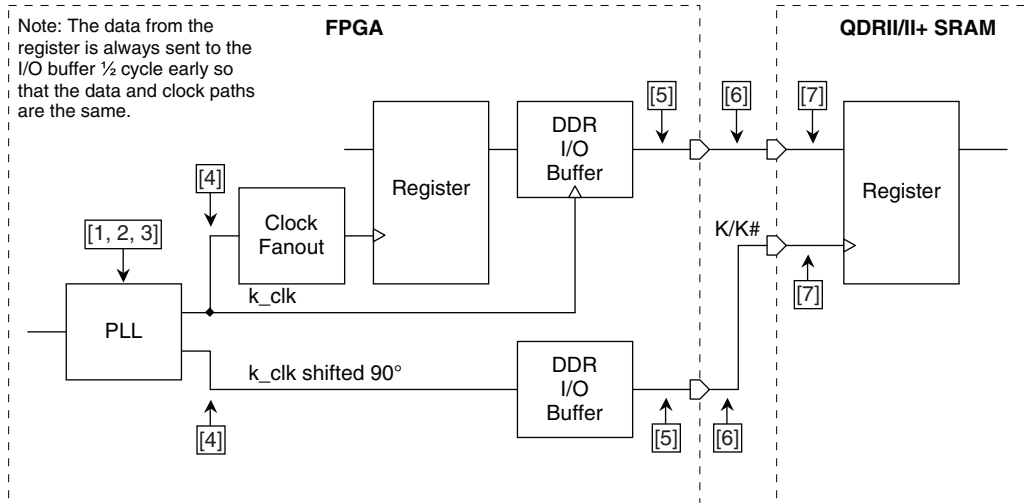 Note: The data from the
register is always sent to the
I/O buffer ½ cycle early so
that the data and clock paths
are the same.
FPGA
QDRII/II+ SRAM
[5]
[6]
[7]
DDR
I/O
Buffer
[4]
Register
Register
Clock
Fanout
[1, 2, 3]
K/K#
k_clk
[7]
PLL
DDR
I/O
Buffer
k_clk shifted 90°
[4]
[5]
[6]